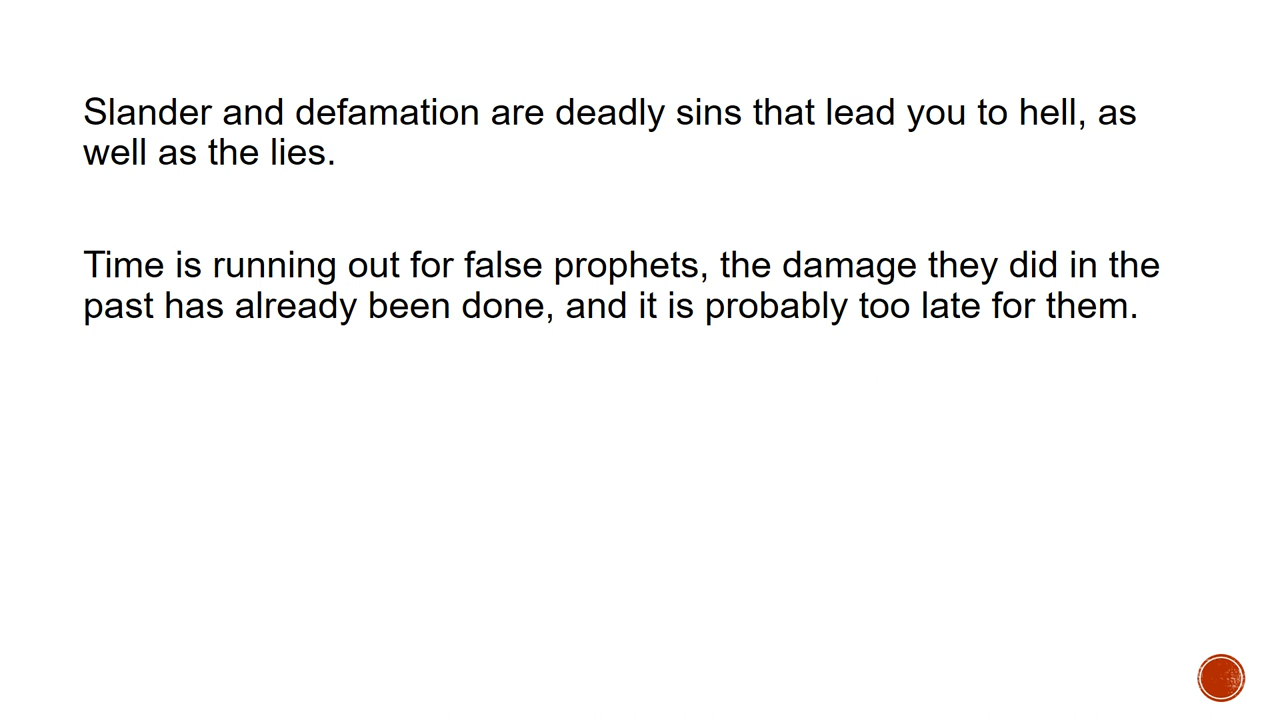 Slander and defamation are deadly sins that lead you to hell, as
well as the lies.
Time is running out for false prophets, the damage they did in the
past has already been done, and it is probably too late for them.